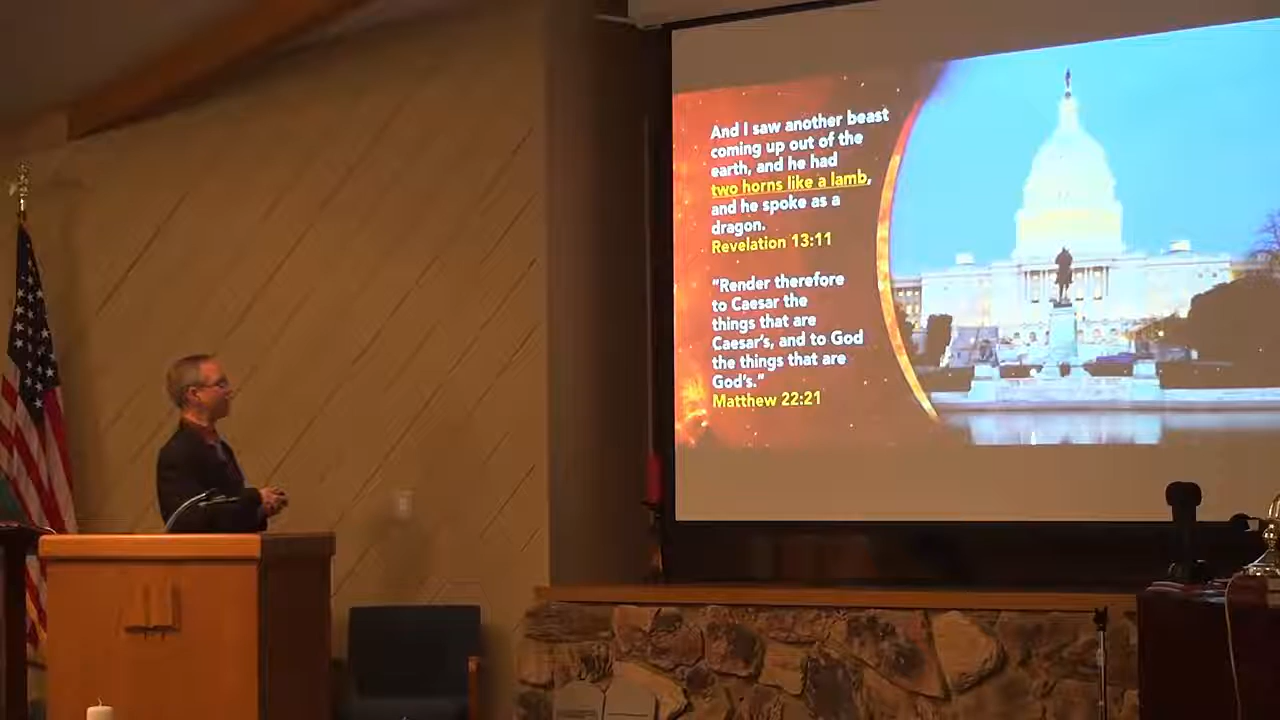 And I saw another beast
coming up out of the
earth, and he had
two horns like a lamb,
and he spoke as a
dragon.
Revelation 13:11
"Render therefore
to Caesar the
things that are
Caesar's, and to God
the things that are
God's."
Matthew 22:21